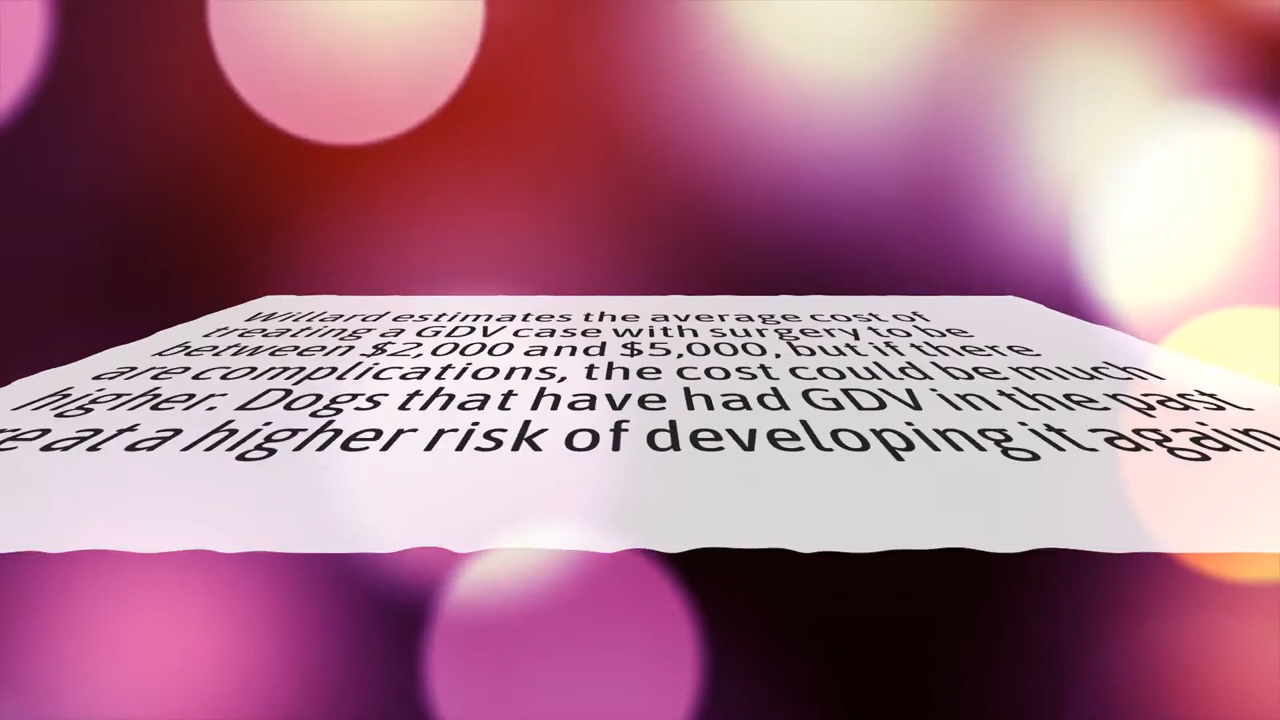 Willard estimates the average cost of
treating a GDV case with surgery to be
between $2,000 and $5,000, but if there
are complications, the cost could be much
higher. Dogs that have had GDV in the past
at a higher risk of developing it again